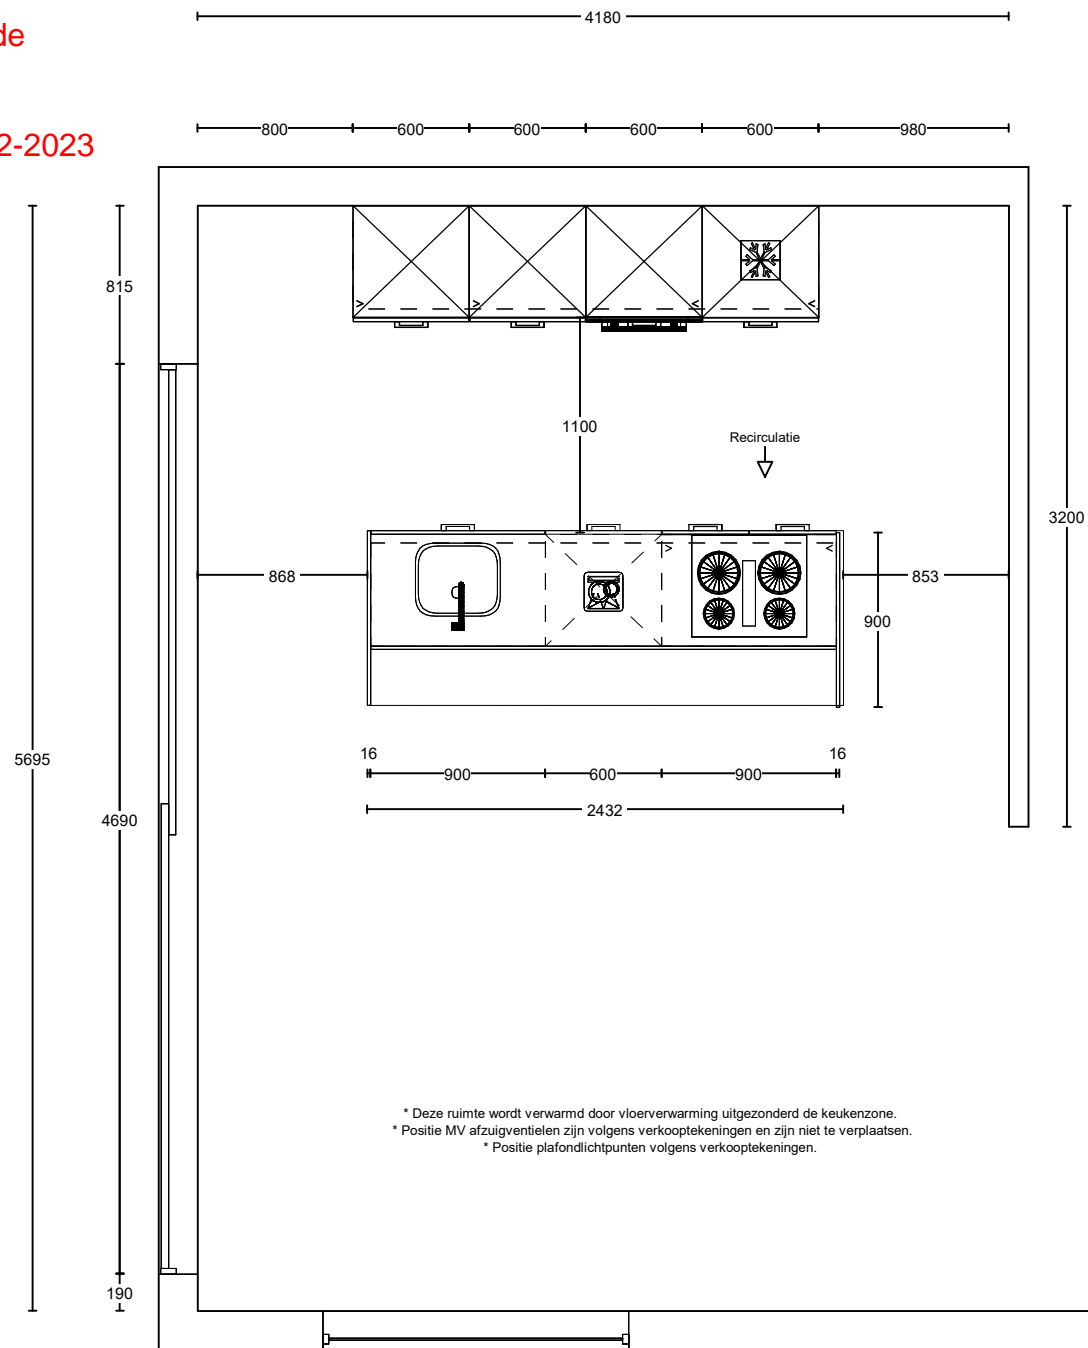 4180
de
800 600 600 600 600 980
2-2023
815
1100
Recirculatie
3200
868
853
900
16 16
5695
900 600 900
2432
4690
* Deze ruimte wordt verwarmd door vloerverwarming uitgezonderd de keukenzone.
* Positie MV afzuigventielen zijn volgens verkooptekeningen en zijn niet te verplaatsen.
* Positie plafondlichtpunten volgens verkooptekeningen.
190